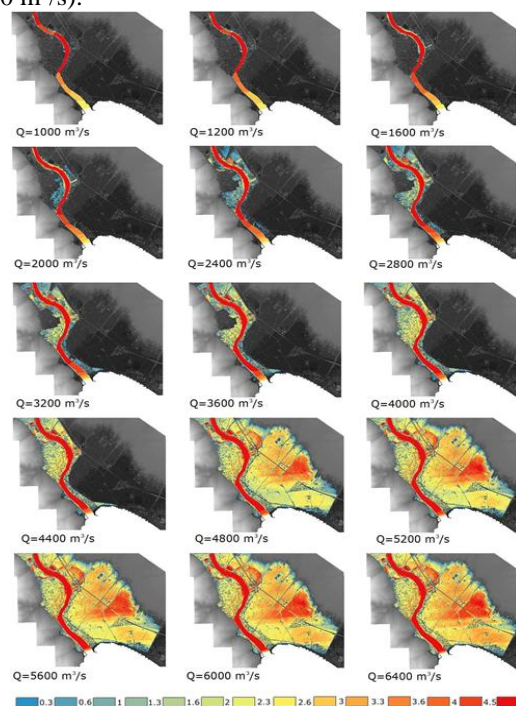 0 m³/s).
Q=1000 m³/s Q=1200 m³/s Q=1600 m³/s
Q=2000 m³/s Q=2400 m³/s Q=2800 m³/s
Q=3200 m³/s Q=3600 m³/s Q=4000 m³/s
Q=4400 m³/s Q=4800 m³/s Q=5200 m³/s
Q=5600 m³/s Q=6000 m³/s Q=6400 m³/s
0.3 0.6 1 1.3 1.6 2 2.3 2.6 3 3.3 3.6 4 4.5